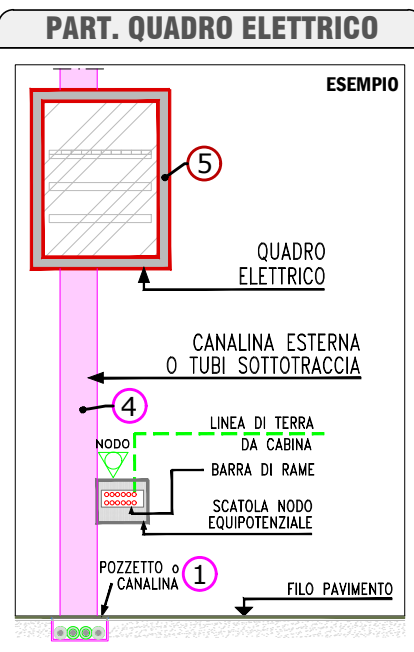 PART. QUADRO ELETTRICO
ESEMPIO
5
QUADRO
ELETTRICO
CANALINA ESTERNA
O TUBI SOTTOTRACCIA
4
LINEA DI TERRA
DA CABINA
NODO
BARRA DI RAME
SCATOLA NODO
EQUIPOTENZIALE
POZZETTO o
CANALINA
1
FILO PAVIMENTO